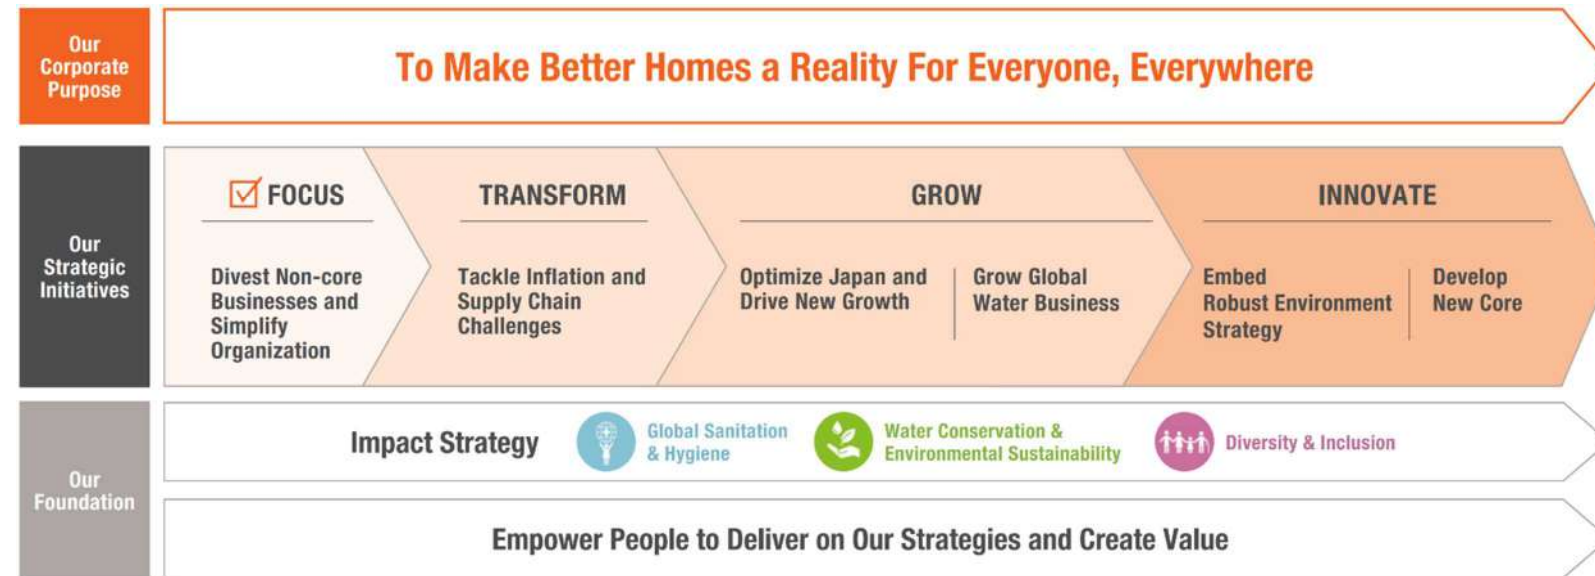 Our
Corporate
Purpose
To Make Better Homes a Reality For Everyone, Everywhere
Our
Strategic
Initiatives
FOCUS
Divest Non-core
Businesses and
Simplify
Organization
TRANSFORM
Tackle Inflation and
Supply Chain
Challenges
GROW
Optimize Japan and
Drive New Growth
Grow Global
Water Business
INNOVATE
Embed
Robust Environment
Strategy
Develop
New Core
Our
Foundation
Impact Strategy
Global Sanitation
& Hygiene
Water Conservation &
Environmental Sustainability
Diversity & Inclusion
Empower People to Deliver on Our Strategies and Create Value